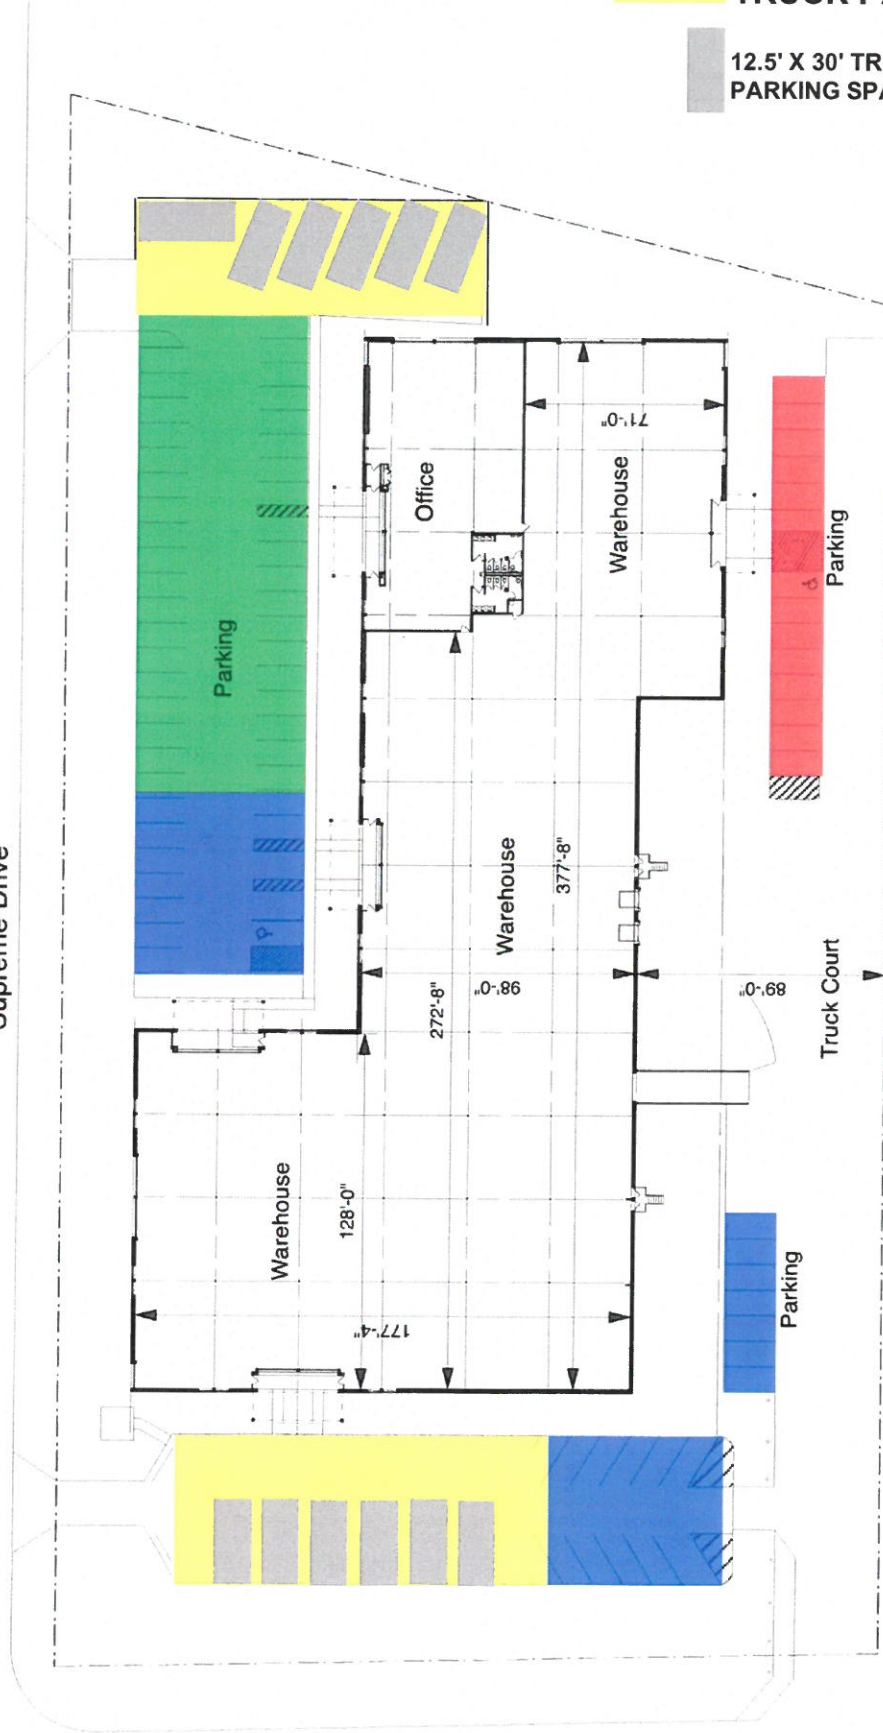 12.5' X 30' TR
PARKING SPA
Supreme Drive
Parking
Office
71'-0"
Warehouse
Parking
Warehouse
377'-8"
272'-8"
98'-0"
89'-0"
Truck Court
Warehouse
128'-0"
177'-4"
Parking